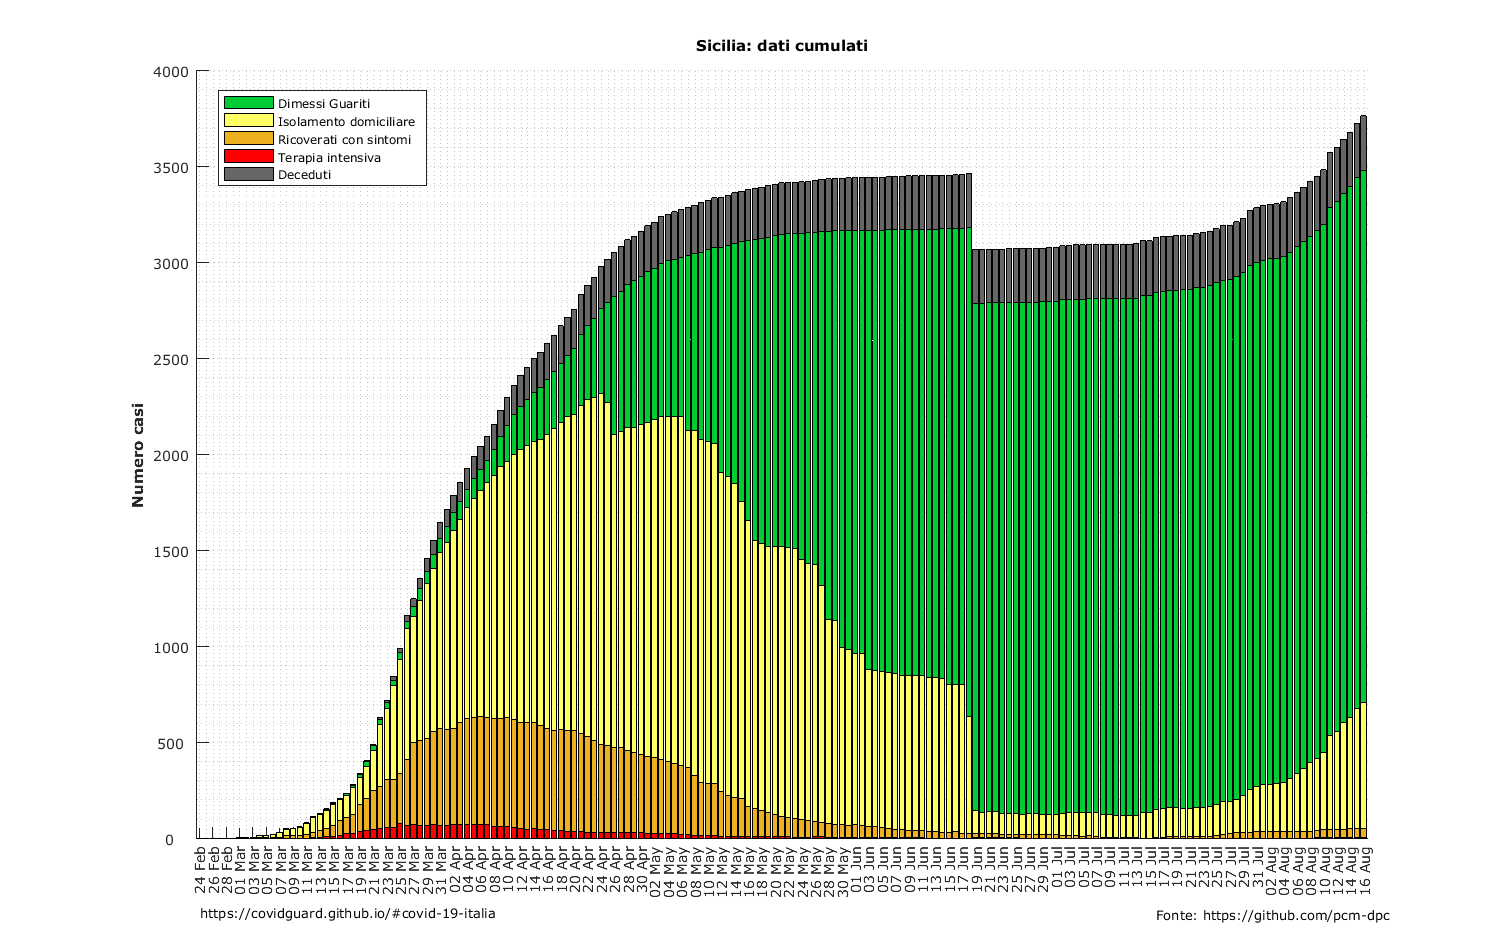 Sicilia: dati cumulati
4000
3500
3000
2500
2000
1500
1000
500
0
Numero casi
Dimessi Guariti
Isolamento domiciliare
Ricoverati con sintomi
Terapia intensiva
Deceduti
24 Feb
26 Feb
28 Feb
01 Mar
03 Mar
05 Mar
07 Mar
09 Mar
11 Mar
13 Mar
15 Mar
17 Mar
19 Mar
21 Mar
23 Mar
25 Mar
27 Mar
29 Mar
31 Mar
02 Apr
04 Apr
06 Apr
08 Apr
10 Apr
12 Apr
14 Apr
16 Apr
18 Apr
20 Apr
22 Apr
24 Apr
26 Apr
28 Apr
30 Apr
02 May
04 May
06 May
08 May
10 May
12 May
14 May
16 May
18 May
20 May
22 May
24 May
26 May
28 May
30 May
01 Jun
03 Jun
05 Jun
07 Jun
09 Jun
11 Jun
13 Jun
15 Jun
17 Jun
19 Jun
21 Jun
23 Jun
25 Jun
27 Jun
29 Jun
01 Jul
03 Jul
05 Jul
07 Jul
09 Jul
11 Jul
13 Jul
15 Jul
17 Jul
19 Jul
21 Jul
23 Jul
25 Jul
27 Jul
29 Jul
31 Jul
02 Aug
04 Aug
06 Aug
08 Aug
10 Aug
12 Aug
14 Aug
16 Aug
https://covidguard.github.io/#covid-19-italia
Fonte: https://github.com/pcm-dpc